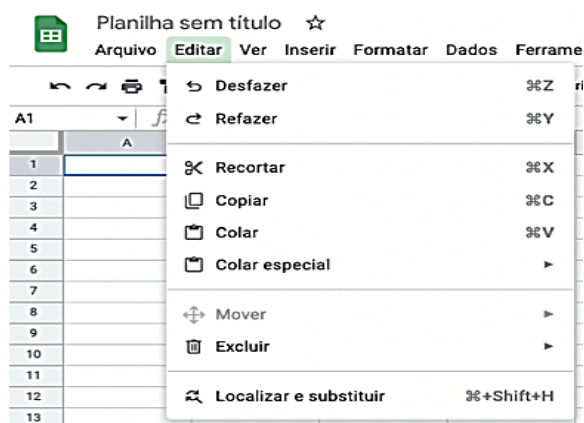 Planilha sem título
Arquivo Editar Ver Inserir Formatar Dados Ferrame
A1
A
Desfazer ⌘Z
Refazer ⌘Y
Recortar ⌘X
Copiar ⌘C
Colar ⌘V
Colar especial
Mover
Excluir
Localizar e substituir ⌘+Shift+H
1
2
3
4
5
6
7
8
9
10
11
12
13